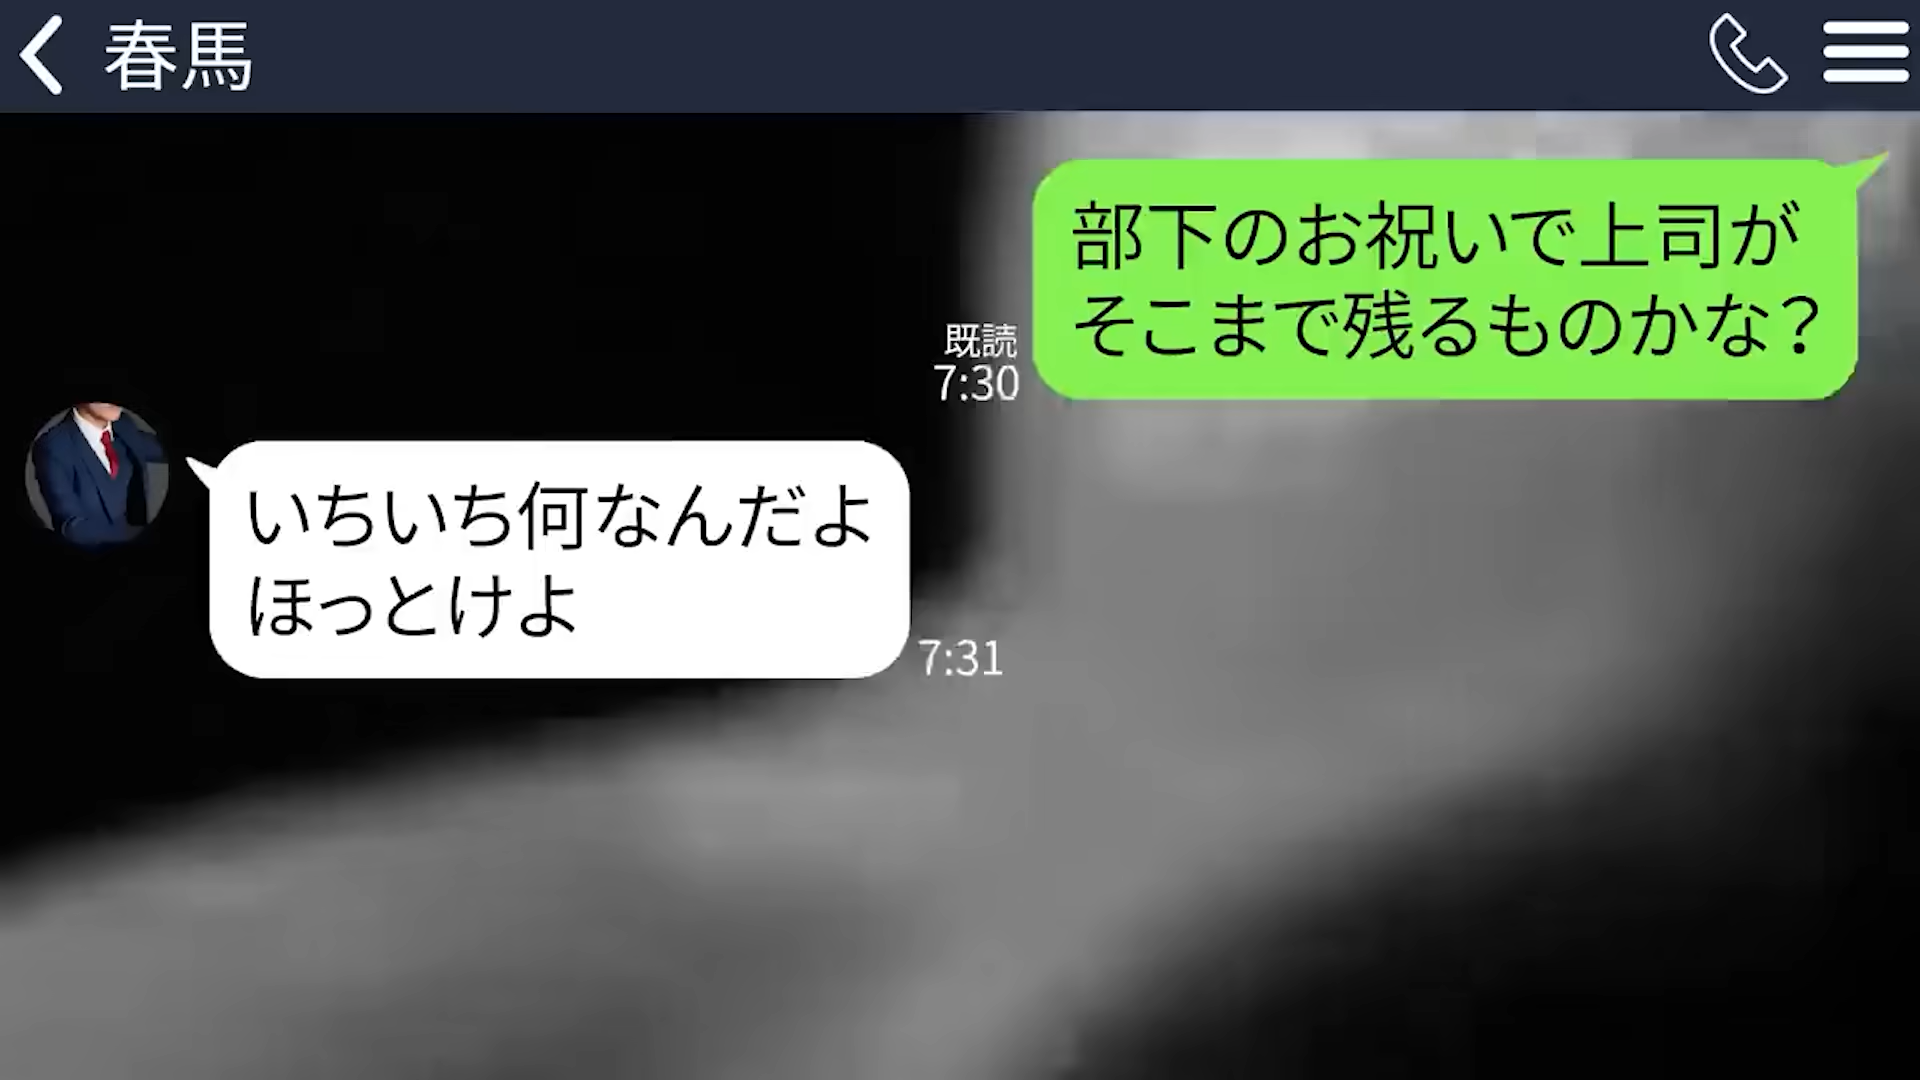 春馬
部下のお祝いで上司が
そこまで残るものかな？
既読
7:30
いちいち何なんだよ
ほっとけよ
7:31